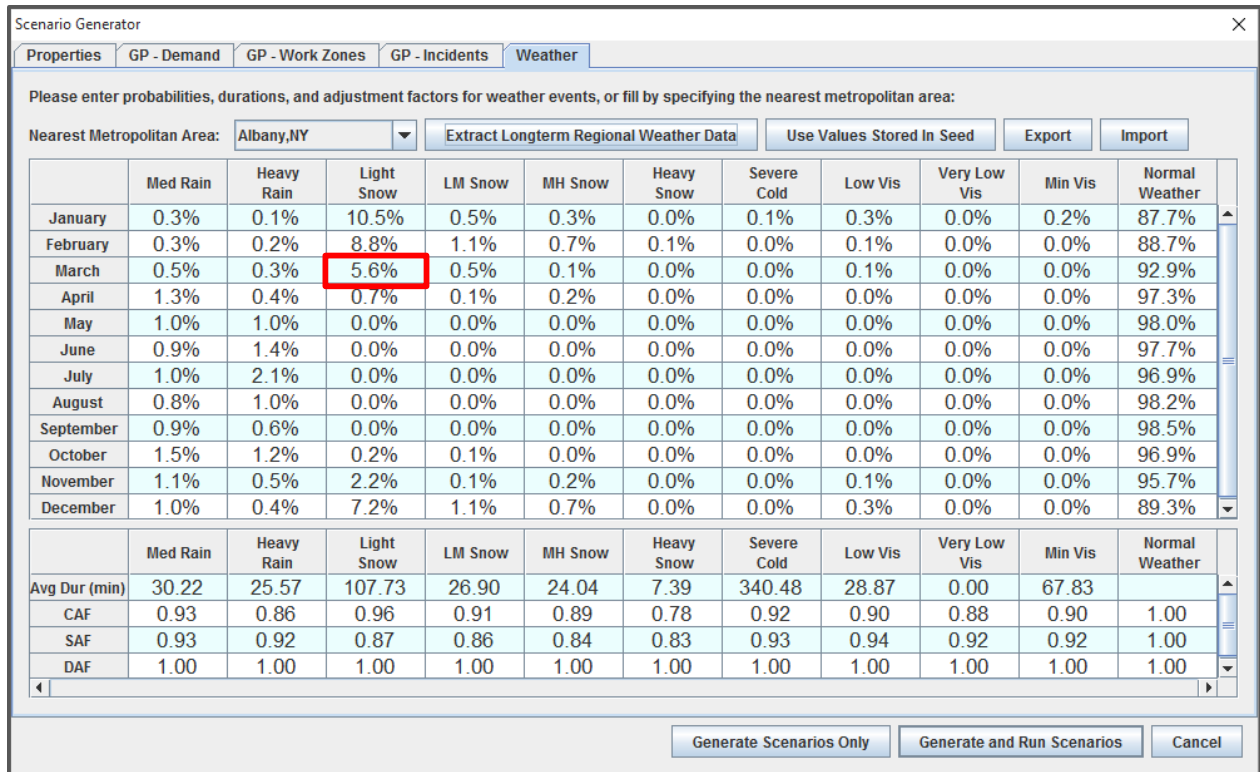 Scenario Generator
Properties GP - Demand GP - Work Zones GP - Incidents Weather
Please enter probabilities, durations, and adjustment factors for weather events, or fill by specifying the nearest metropolitan area:
Nearest Metropolitan Area: Albany,NY Extract Longterm Regional Weather Data Use Values Stored In Seed Export Import
Med Rain Heavy Rain Light Snow LM Snow MH Snow Heavy Snow Severe Cold Low Vis Very Low Vis Min Vis Normal Weather
January 0.3% 0.1% 10.5% 0.5% 0.3% 0.0% 0.1% 0.3% 0.0% 0.2% 87.7%
February 0.3% 0.2% 8.8% 1.1% 0.7% 0.1% 0.0% 0.1% 0.0% 0.0% 88.7%
March 0.5% 0.3% 5.6% 0.5% 0.1% 0.0% 0.0% 0.1% 0.0% 0.0% 92.9%
April 1.3% 0.4% 0.7% 0.1% 0.2% 0.0% 0.0% 0.0% 0.0% 0.0% 97.3%
May 1.0% 1.0% 0.0% 0.0% 0.0% 0.0% 0.0% 0.0% 0.0% 0.0% 98.0%
June 0.9% 1.4% 0.0% 0.0% 0.0% 0.0% 0.0% 0.0% 0.0% 0.0% 97.7%
July 1.0% 2.1% 0.0% 0.0% 0.0% 0.0% 0.0% 0.0% 0.0% 0.0% 96.9%
August 0.8% 1.0% 0.0% 0.0% 0.0% 0.0% 0.0% 0.0% 0.0% 0.0% 98.2%
September 0.9% 0.6% 0.0% 0.0% 0.0% 0.0% 0.0% 0.0% 0.0% 0.0% 98.5%
October 1.5% 1.2% 0.2% 0.1% 0.0% 0.0% 0.0% 0.0% 0.0% 0.0% 96.9%
November 1.1% 0.5% 2.2% 0.1% 0.2% 0.0% 0.0% 0.1% 0.0% 0.0% 95.7%
December 1.0% 0.4% 7.2% 1.1% 0.7% 0.0% 0.0% 0.3% 0.0% 0.0% 89.3%
Med Rain Heavy Rain Light Snow LM Snow MH Snow Heavy Snow Severe Cold Low Vis Very Low Vis Min Vis Normal Weather
Avg Dur (min) 30.22 25.57 107.73 26.90 24.04 7.39 340.48 28.87 0.00 67.83
CAF 0.93 0.86 0.96 0.91 0.89 0.78 0.92 0.90 0.88 0.90 1.00
SAF 0.93 0.92 0.87 0.86 0.84 0.83 0.93 0.94 0.92 0.92 1.00
DAF 1.00 1.00 1.00 1.00 1.00 1.00 1.00 1.00 1.00 1.00 1.00
Generate Scenarios Only Generate and Run Scenarios Cancel